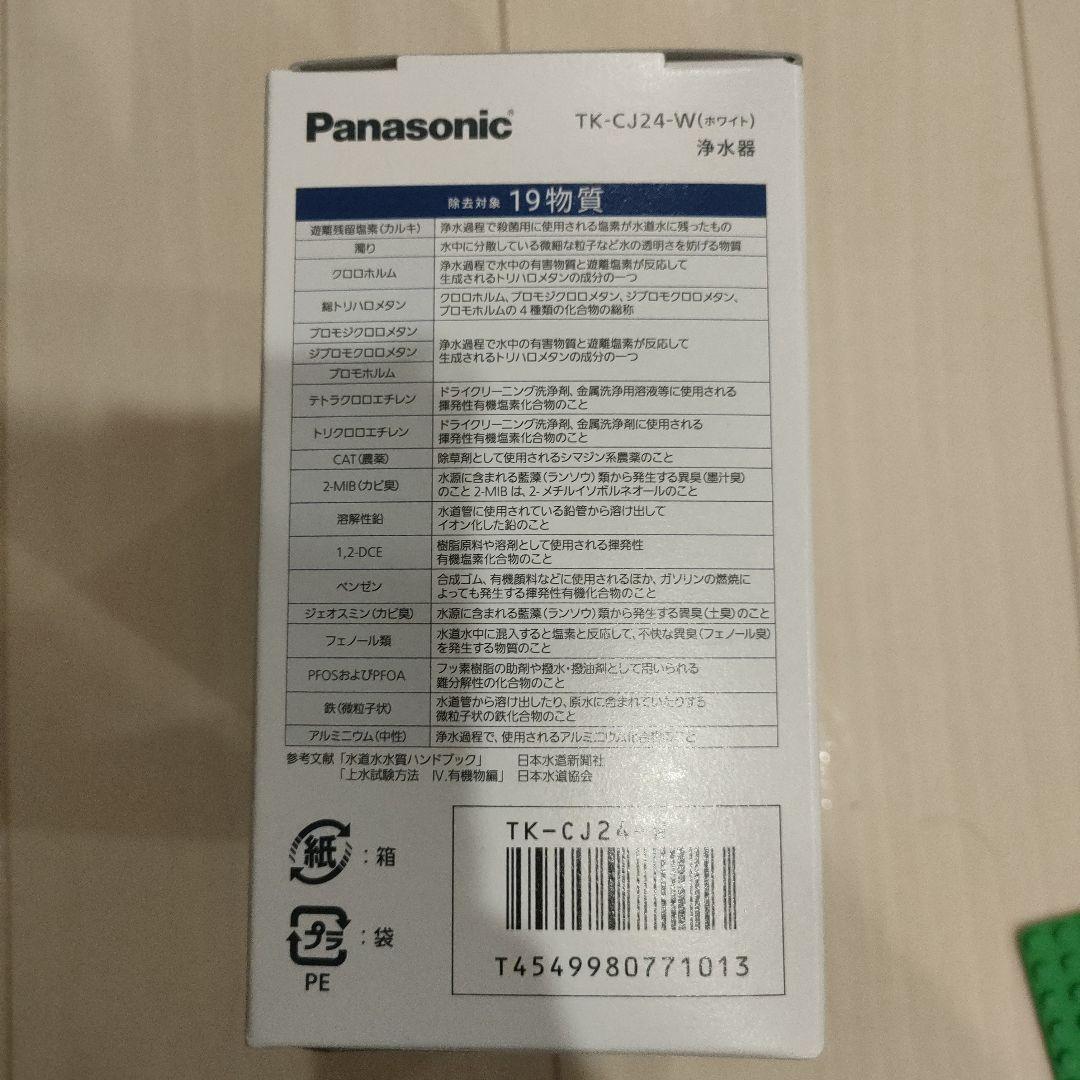 Panasonic
TK-CJ24-W(ホワイト)
浄水器
除去対象 19物質
遊離残留塩素(カルキ) 浄水過程で殺菌用に使用される塩素が水道水に残ったもの
濁り 水中に分散している微細な粒子など水の透明さを妨げる物質
クロロホルム 浄水過程で水中の有害物質と遊離塩素が反応して
生成されるトリハロメタンの成分の一つ
総トリハロメタン クロロホルム、ブロモジクロロメタン、ジブロモクロロメタン、
ブロモホルムの4種類の化合物の総称
ブロモジクロロメタン
ジブロモクロロメタン
ブロモホルム
浄水過程で水中の有害物質と遊離塩素が反応して
生成されるトリハロメタンの成分の一つ
テトラクロロエチレン ドライクリーニング洗浄剤、金属洗浄用溶液等に使用される
揮発性有機塩素化合物のこと
トリクロロエチレン ドライクリーニング洗浄剤、金属洗浄剤に使用される
揮発性有機塩素化合物のこと
CAT(農薬) 除草剤として使用されるシマジン系農薬のこと
2-MIB(カビ臭) 水源に含まれる藍藻(ランソウ)類から発生する異臭(墨汁臭)
のこと 2-MIBは、2-メチルイソボルネオールのこと
溶解性鉛 水道管に使用されている鉛管から溶け出して
イオン化した鉛のこと
1,2-DCE 樹脂原料や溶剤として使用される揮発性
有機塩素化合物のこと
ベンゼン 合成ゴム、有機顔料などに使用されるほか、ガソリンの燃焼に
よっても発生する揮発性有機化合物のこと
ジェオスミン(カビ臭) 水源に含まれる藍藻(ランソウ)類から発生する異臭(土臭)のこと
フェノール類 水道水中に混入すると塩素と反応して、不快な異臭(フェノール臭)
を発生する物質のこと
PFOSおよびPFOA フッ素樹脂の助剤や撥水・撥油剤として用いられる
難分解性の化合物のこと
鉄(微粒子状) 水道管から溶け出したり、原水に含まれていたりする
微粒子状の鉄化合物のこと
アルミニウム(中性) 浄水過程で、使用されるアルミニウム化合物のこと
参考文献「水道水水質ハンドブック」 日本水道新聞社
「上水試験方法 Ⅳ.有機物編」 日本水道協会
紙:箱
プラ:袋
PE
TK-CJ24-W
T4549980771013